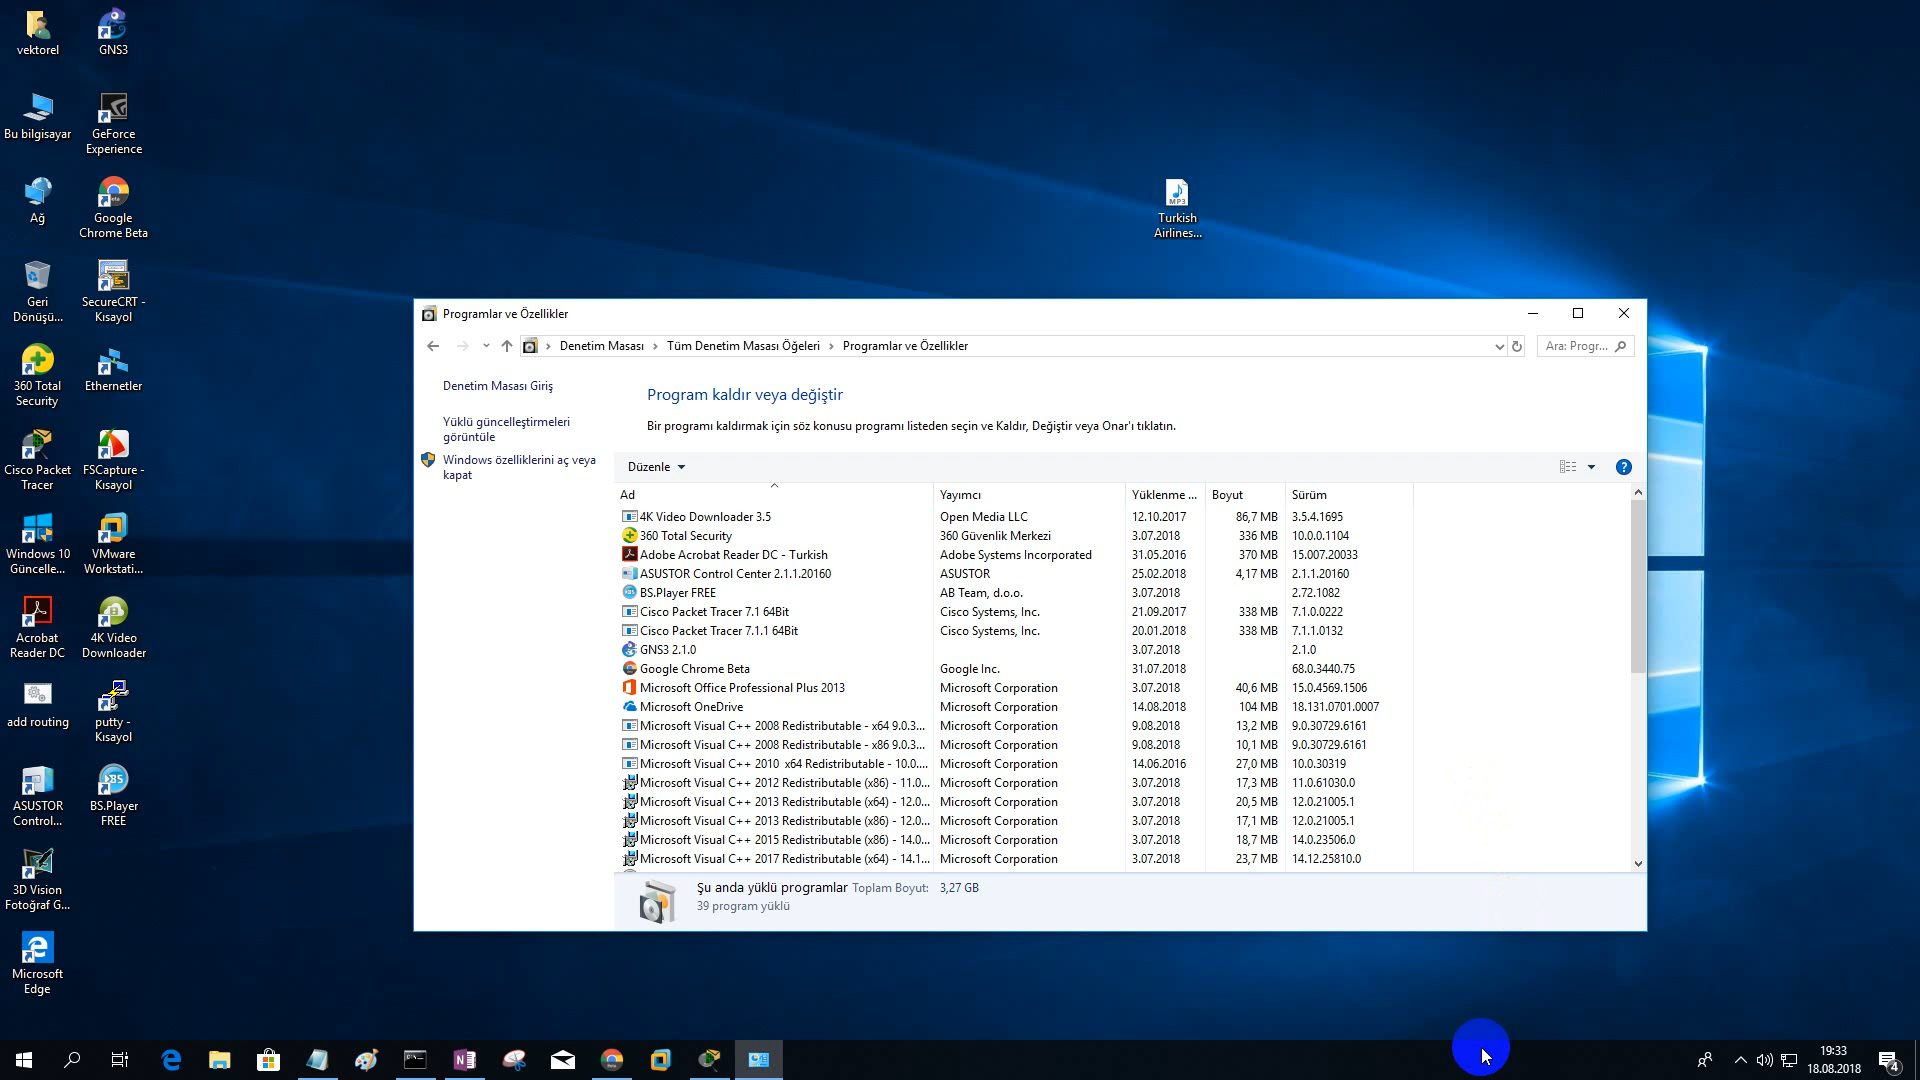 vektorel
GNS3
Bu bilgisayar
GeForce
Experience
Ağ
Google
Chrome Beta
Geri
Dönüşü...
SecureCRT -
Kısayol
360 Total
Security
Ethernetler
Cisco Packet
Tracer
FSCapture -
Kısayol
Windows 10
Güncelle...
VMware
Workstati...
Acrobat
Reader DC
4K Video
Downloader
add routing
putty -
Kısayol
ASUSTOR
Control...
BS.Player
FREE
3D Vision
Fotoğraf G...
Microsoft
Edge
MP3
Turkish
Airlines...
Programlar ve Özellikler
Denetim Masası > Tüm Denetim Masası Öğeleri > Programlar ve Özellikler
Ara: Progr...
Denetim Masası Giriş
Yüklü güncelleştirmeleri
görüntüle
Windows özelliklerini aç veya
kapat
Program kaldır veya değiştir
Bir programı kaldırmak için söz konusu programı listeden seçin ve Kaldır, Değiştir veya Onar'ı tıklatın.
Düzenle
Ad Yayımcı Yüklenme ... Boyut Sürüm
4K Video Downloader 3.5 Open Media LLC 12.10.2017 86,7 MB 3.5.4.1695
360 Total Security 360 Güvenlik Merkezi 3.07.2018 336 MB 10.0.0.1104
Adobe Acrobat Reader DC - Turkish Adobe Systems Incorporated 31.05.2016 370 MB 15.007.20033
ASUSTOR Control Center 2.1.1.20160 ASUSTOR 25.02.2018 4,17 MB 2.1.1.20160
BS.Player FREE AB Team, d.o.o. 3.07.2018 2.72.1082
Cisco Packet Tracer 7.1 64Bit Cisco Systems, Inc. 21.09.2017 338 MB 7.1.0.0222
Cisco Packet Tracer 7.1.1 64Bit Cisco Systems, Inc. 20.01.2018 338 MB 7.1.1.0132
GNS3 2.1.0 3.07.2018 2.1.0
Google Chrome Beta Google Inc. 31.07.2018 68.0.3440.75
Microsoft Office Professional Plus 2013 Microsoft Corporation 3.07.2018 40,6 MB 15.0.4569.1506
Microsoft OneDrive Microsoft Corporation 14.08.2018 104 MB 18.131.0701.0007
Microsoft Visual C++ 2008 Redistributable - x64 9.0.3... Microsoft Corporation 9.08.2018 13,2 MB 9.0.30729.6161
Microsoft Visual C++ 2008 Redistributable - x86 9.0.3... Microsoft Corporation 9.08.2018 10,1 MB 9.0.30729.6161
Microsoft Visual C++ 2010 x64 Redistributable - 10.0.... Microsoft Corporation 14.06.2016 27,0 MB 10.0.30319
Microsoft Visual C++ 2012 Redistributable (x86) - 11.0... Microsoft Corporation 3.07.2018 17,3 MB 11.0.61030.0
Microsoft Visual C++ 2013 Redistributable (x64) - 12.0... Microsoft Corporation 3.07.2018 20,5 MB 12.0.21005.1
Microsoft Visual C++ 2013 Redistributable (x86) - 12.0... Microsoft Corporation 3.07.2018 17,1 MB 12.0.21005.1
Microsoft Visual C++ 2015 Redistributable (x86) - 14.0... Microsoft Corporation 3.07.2018 18,7 MB 14.0.23506.0
Microsoft Visual C++ 2017 Redistributable (x64) - 14.1... Microsoft Corporation 3.07.2018 23,7 MB 14.12.25810.0
Şu anda yüklü programlar Toplam Boyut: 3,27 GB
39 program yüklü
19:33
18.08.2018
4